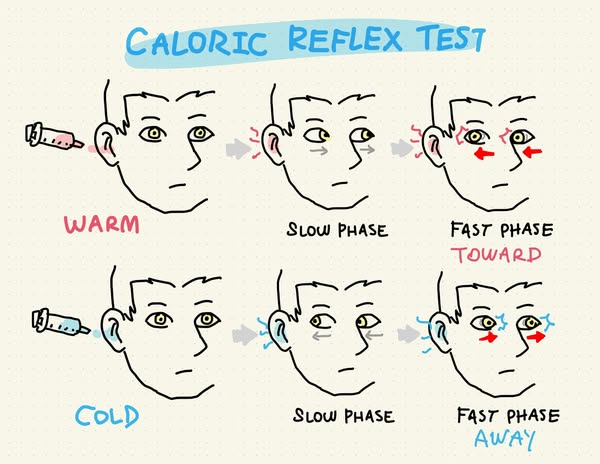 CALORIC REFLEX TEST
WARM
SLOW PHASE
FAST PHASE
TOWARD
COLD
SLOW PHASE
FAST PHASE
AWAY